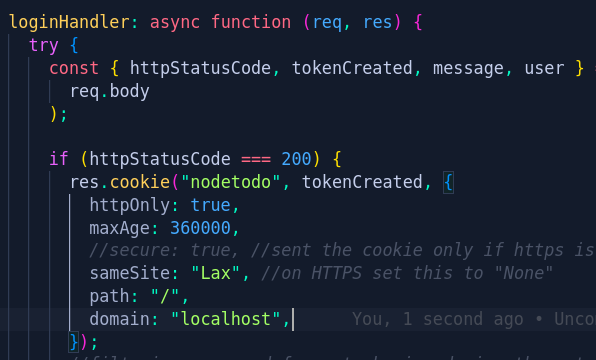 loginHandler: async function (req, res) {
try {
const { httpStatusCode, tokenCreated, message, user }
req.body
);
if (httpStatusCode === 200) {
res.cookie("nodetodo", tokenCreated, {
httpOnly: true,
maxAge: 360000,
//secure: true, //sent the cookie only if https is
sameSite: "Lax", //on HTTPS set this to "None"
path: "/",
domain: "localhost", You, 1 second ago • Unco
});